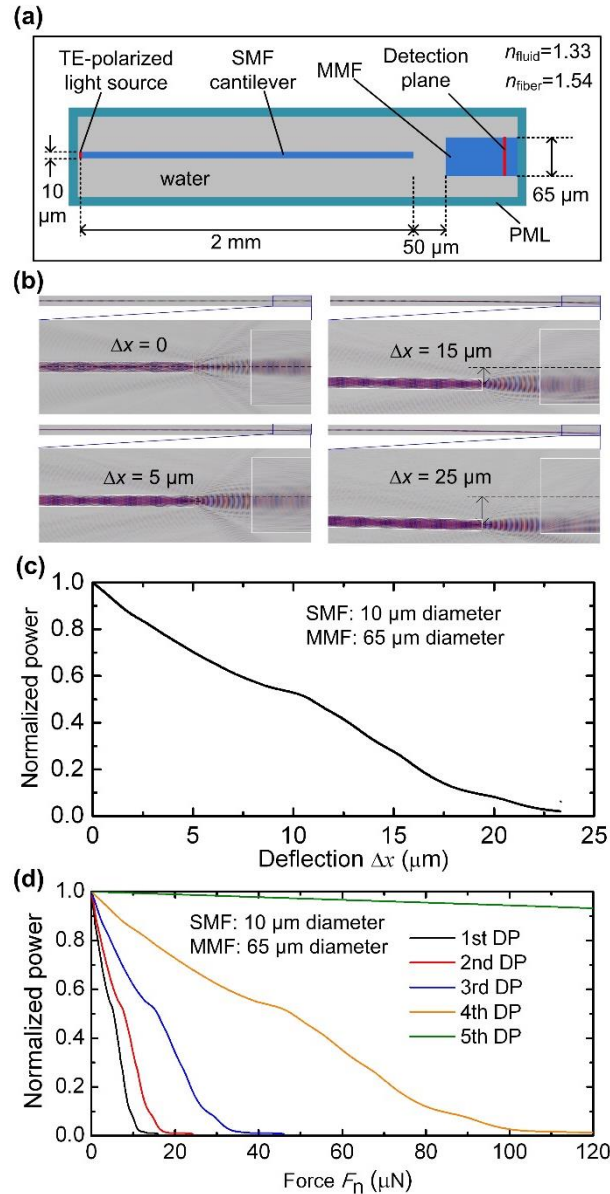 (a)
TE-polarized
light source
SMF
cantilever
MMF
Detection
plane
n_fluid=1.33
n_fiber=1.54
10
μm
water
65 μm
2 mm
50 μm
PML
(b)
Δx = 0
Δx = 15 μm
Δx = 5 μm
Δx = 25 μm
(c)
1.0
0.8
0.6
0.4
0.2
0.0
Normalized power
SMF: 10 μm diameter
MMF: 65 μm diameter
0 5 10 15 20 25
Deflection Δx (μm)
(d)
1.0
0.8
0.6
0.4
0.2
0.0
Normalized power
SMF: 10 μm diameter
MMF: 65 μm diameter
1st DP
2nd DP
3rd DP
4th DP
5th DP
0 20 40 60 80 100 120
Force F_n (μN)